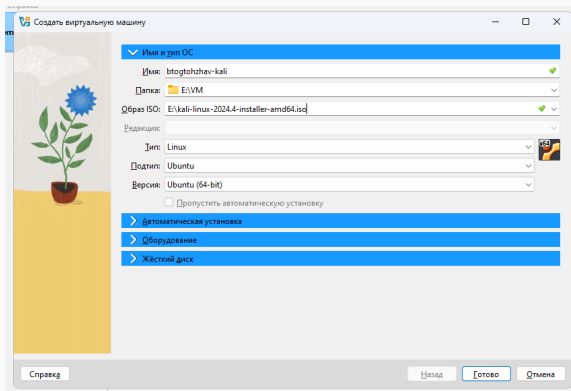 Создать виртуальную машину
Имя и тип ОС
Имя: btogtohzhav-kali
Папка: E:\VM
Образ ISO: E:\kali-linux-2024.4-installer-amd64.iso
Редакция:
Тип: Linux
Подтип: Ubuntu
Версия: Ubuntu (64-bit)
Пропустить автоматическую установку
Автоматическая установка
Оборудование
Жёсткий диск
Справка Назад Готово Отмена